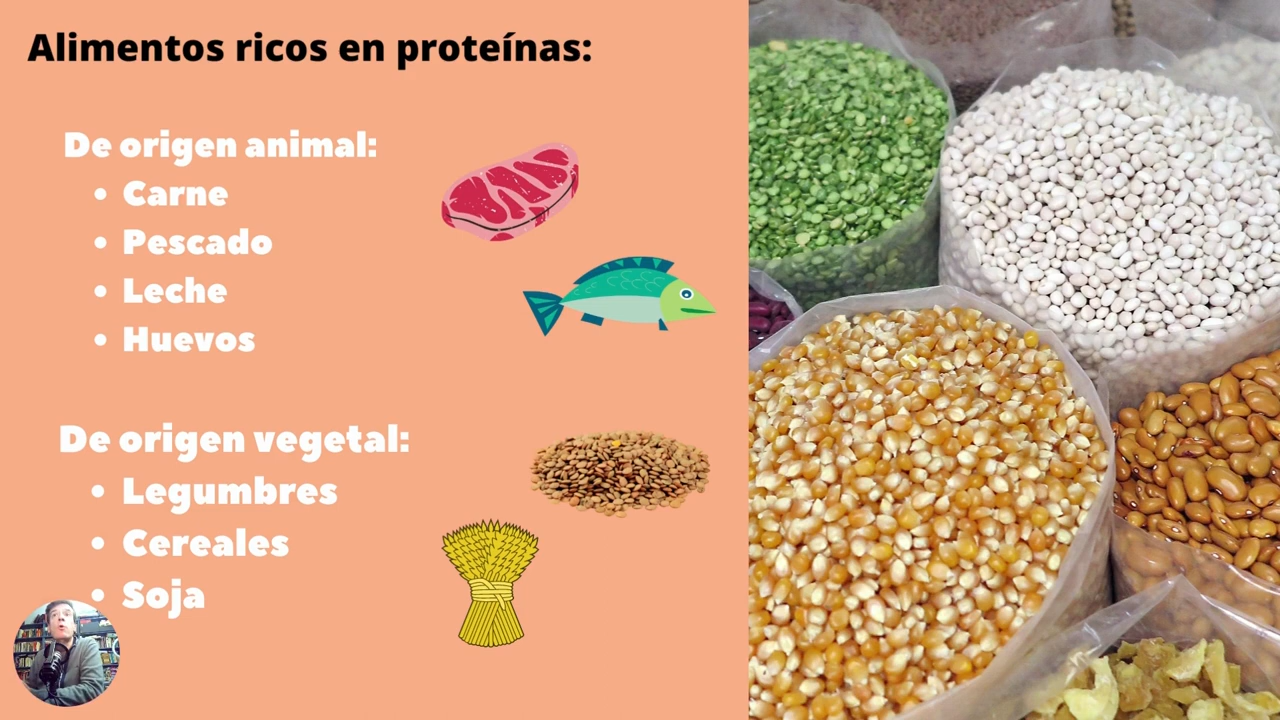 Alimentos ricos en proteínas:
De origen animal:
• Carne
• Pescado
• Leche
• Huevos
De origen vegetal:
• Legumbres
• Cereales
• Soja